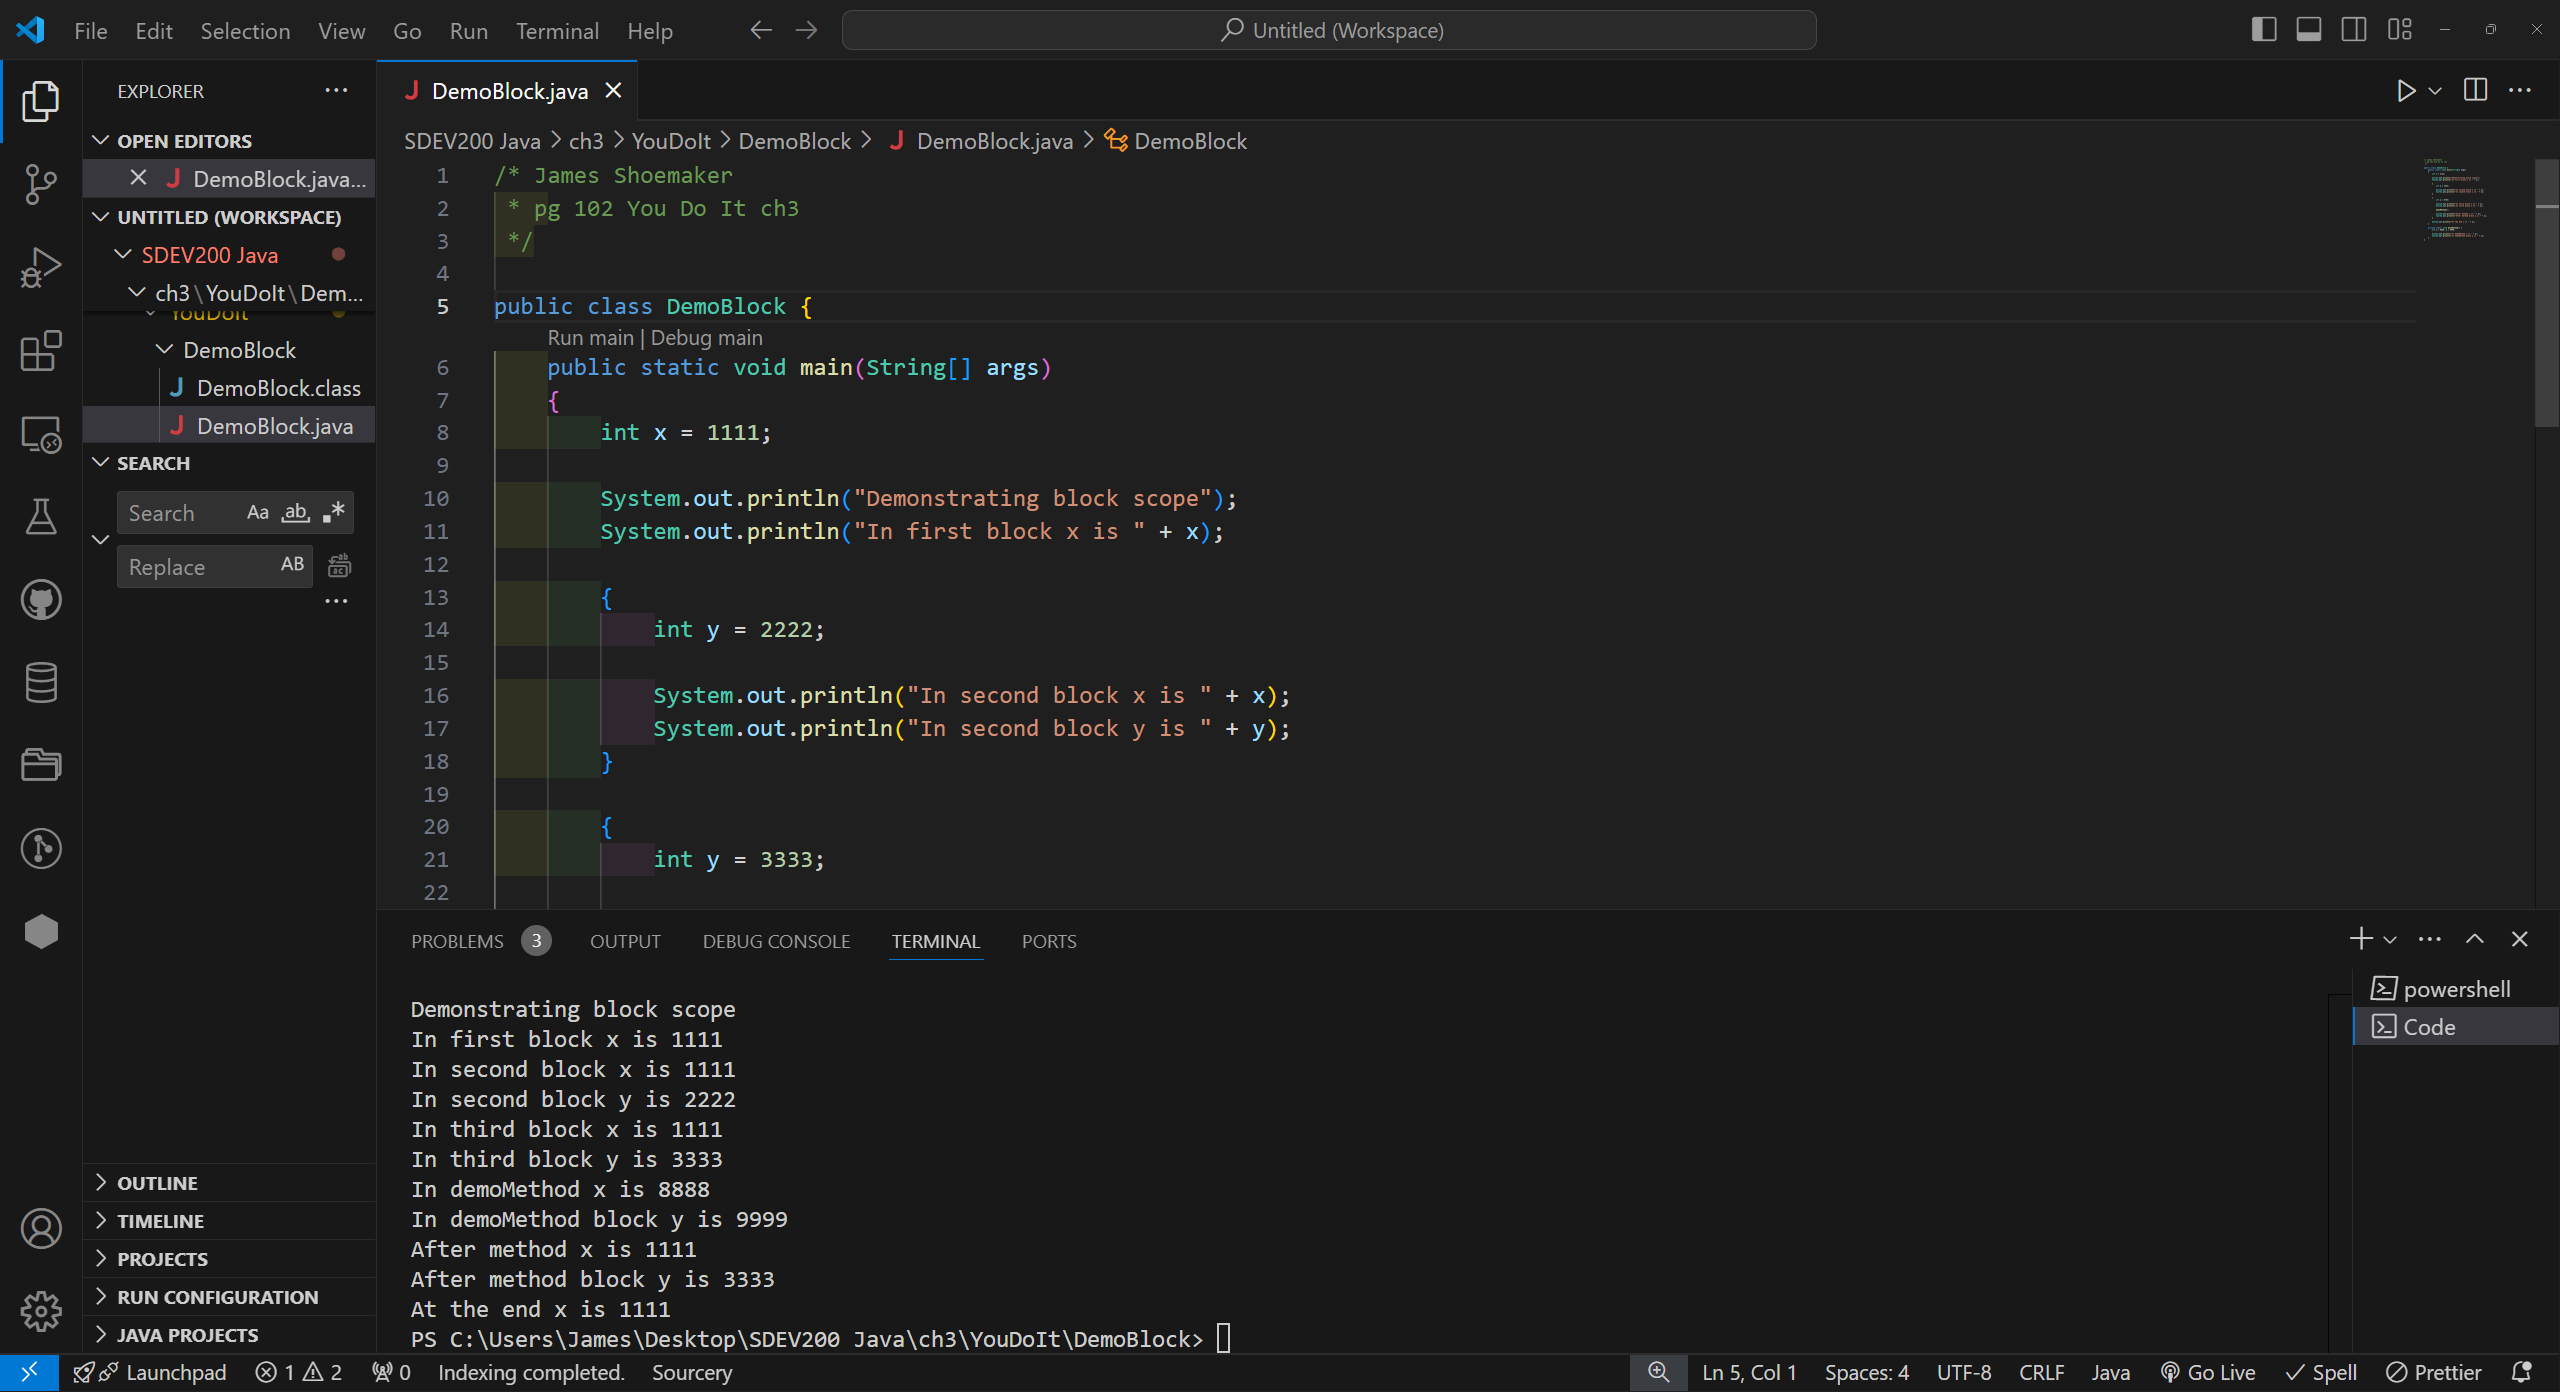 File Edit Selection View Go Run Terminal Help
Untitled (Workspace)
EXPLORER
OPEN EDITORS
DemoBlock.java...
UNTITLED (WORKSPACE)
SDEV200 Java
ch3\YouDoIt\Dem...
YouDoIt
DemoBlock
DemoBlock.class
DemoBlock.java
SEARCH
Search Aa ab .*
Replace AB
OUTLINE
TIMELINE
PROJECTS
RUN CONFIGURATION
JAVA PROJECTS
DemoBlock.java
SDEV200 Java > ch3 > YouDoIt > DemoBlock > DemoBlock.java > DemoBlock
1 /* James Shoemaker
2 * pg 102 You Do It ch3
3 */
4
5 public class DemoBlock {
Run main | Debug main
6 public static void main(String[] args)
7 {
8 int x = 1111;
9
10 System.out.println("Demonstrating block scope");
11 System.out.println("In first block x is " + x);
12
13 {
14 int y = 2222;
15
16 System.out.println("In second block x is " + x);
17 System.out.println("In second block y is " + y);
18 }
19
20 {
21 int y = 3333;
22
PROBLEMS 3 OUTPUT DEBUG CONSOLE TERMINAL PORTS
Demonstrating block scope
In first block x is 1111
In second block x is 1111
In second block y is 2222
In third block x is 1111
In third block y is 3333
In demoMethod x is 8888
In demoMethod block y is 9999
After method x is 1111
After method block y is 3333
At the end x is 1111
PS C:\Users\James\Desktop\SDEV200 Java\ch3\YouDoIt\DemoBlock>
powershell
Code
Launchpad 1 2 0 Indexing completed. Sourcery Ln 5, Col 1 Spaces: 4 UTF-8 CRLF Java Go Live Spell Prettier